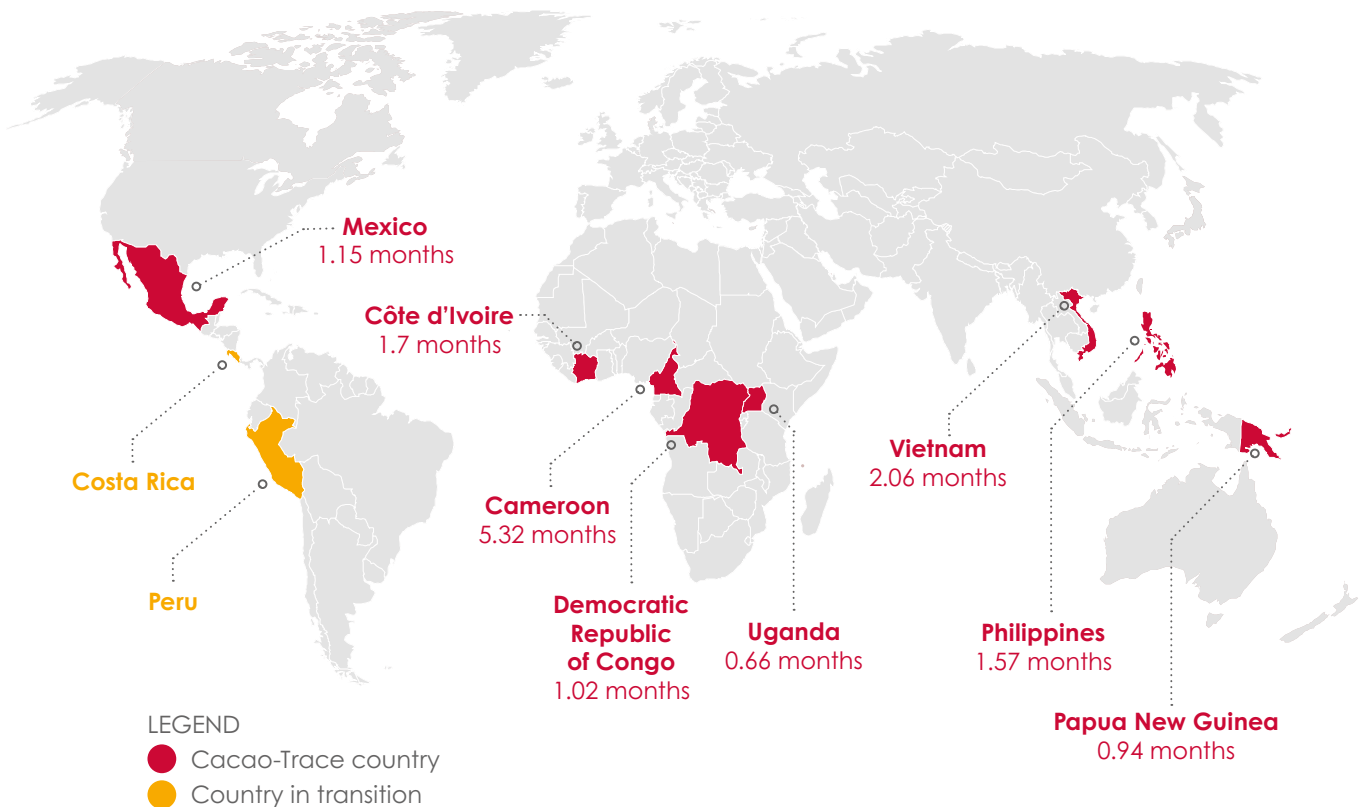 Mexico
1.15 months
Côte d’Ivoire
1.7 months
Costa Rica
Peru
Cameroon
5.32 months
Democratic
Republic
of Congo
1.02 months
Uganda
0.66 months
Vietnam
2.06 months
Philippines
1.57 months
Papua New Guinea
0.94 months
LEGEND
Cacao-Trace country
Country in transition